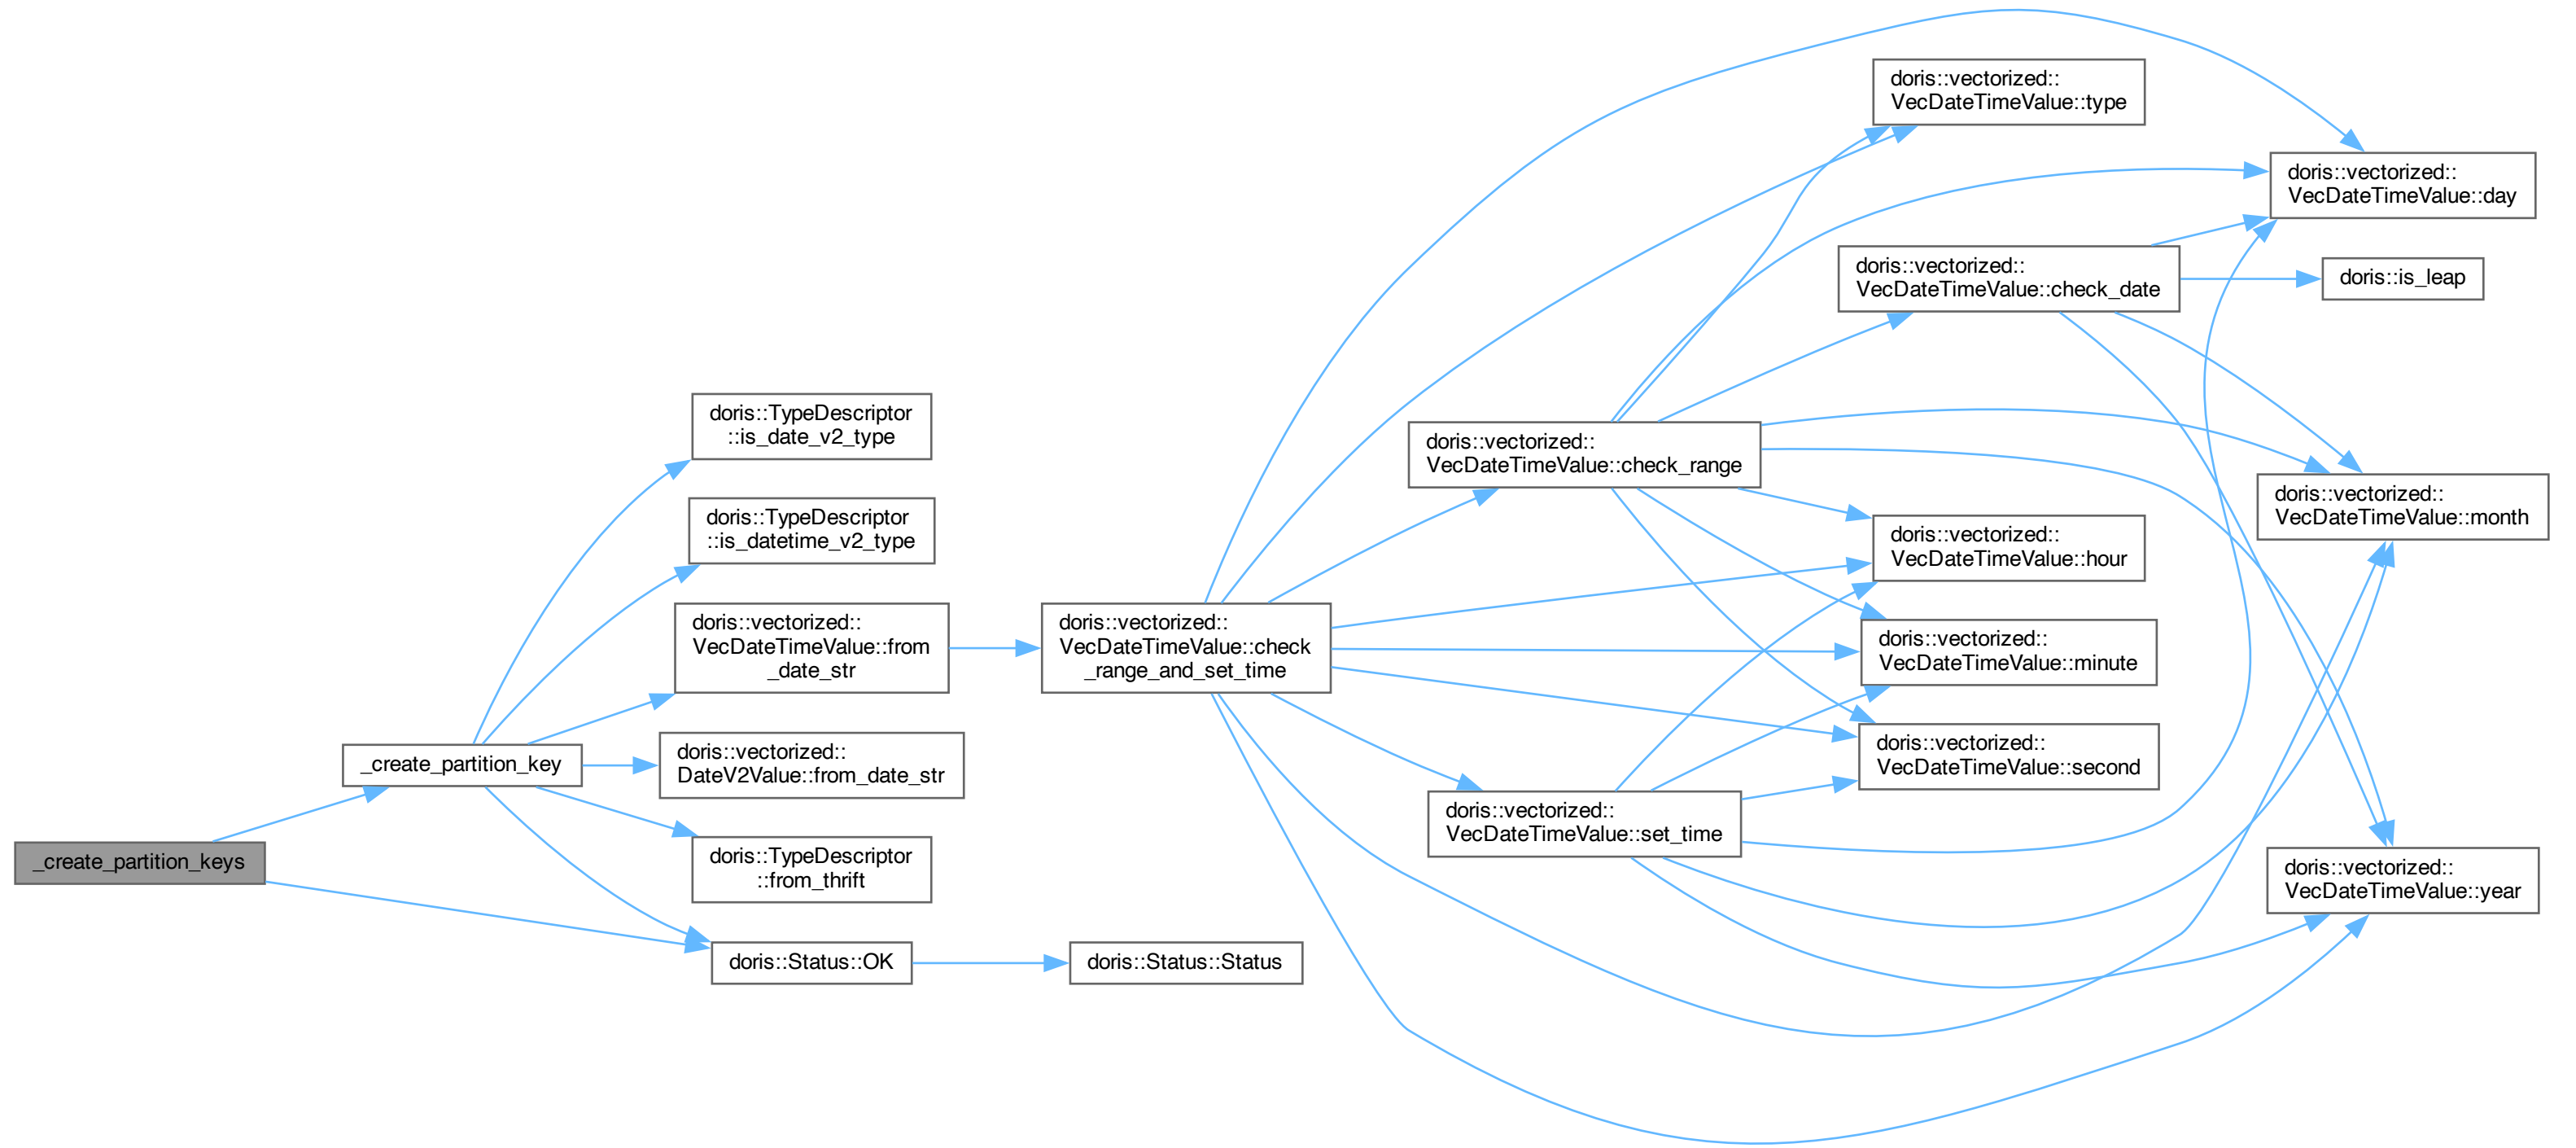 _create_partition_keys
_create_partition_key
doris::TypeDescriptor
::is_date_v2_type
doris::TypeDescriptor
::is_datetime_v2_type
doris::vectorized::
VecDateTimeValue::from
_date_str
doris::vectorized::
DateV2Value::from_date_str
doris::TypeDescriptor
::from_thrift
doris::Status::OK
doris::Status::Status
doris::vectorized::
VecDateTimeValue::check
_range_and_set_time
doris::vectorized::
VecDateTimeValue::check_range
doris::vectorized::
VecDateTimeValue::set_time
doris::vectorized::
VecDateTimeValue::type
doris::vectorized::
VecDateTimeValue::check_date
doris::vectorized::
VecDateTimeValue::hour
doris::vectorized::
VecDateTimeValue::minute
doris::vectorized::
VecDateTimeValue::second
doris::vectorized::
VecDateTimeValue::day
doris::is_leap
doris::vectorized::
VecDateTimeValue::month
doris::vectorized::
VecDateTimeValue::year